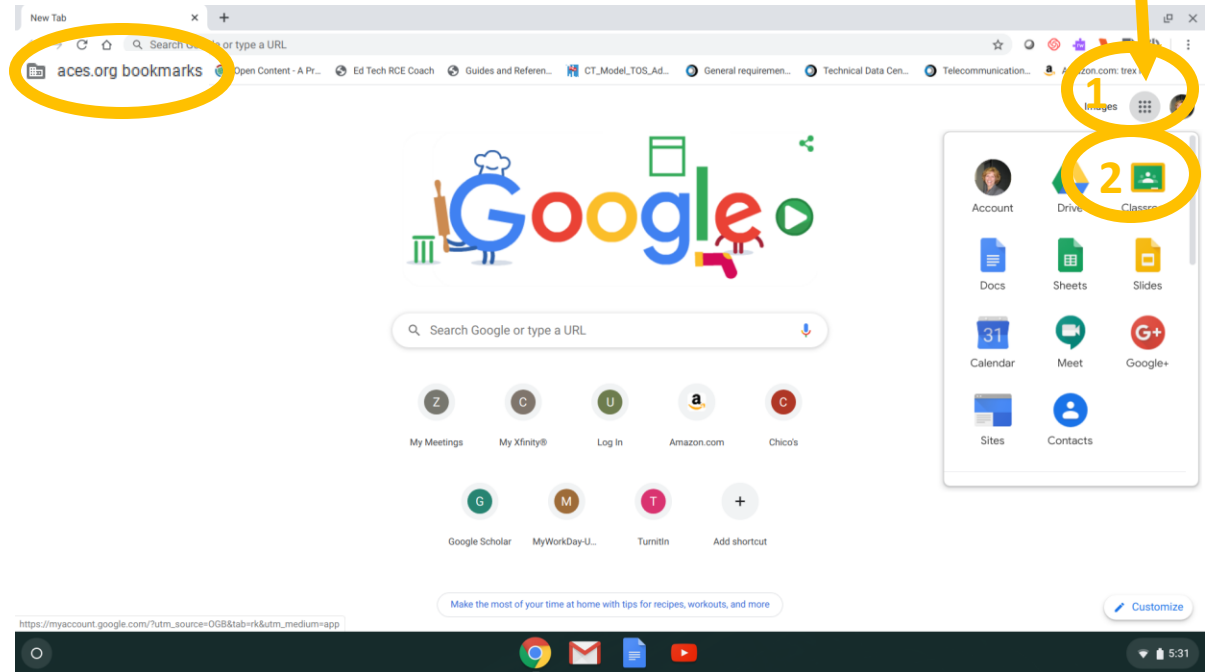 New Tab
Search Google or type a URL
aces.org bookmarks
Open Content - A Pr...
Ed Tech RCE Coach
Guides and Referen...
CT_Model_TOS_Ad...
General requiremen...
Technical Data Cen...
Telecommunication...
Amazon.com: trex
1
Images
Google
2
Account
Drive
Docs
Sheets
Slides
31
G+
Calendar
Meet
Google+
Sites
Contacts
Search Google or type a URL
Z
C
U
a
C
My Meetings
My Xfinity®
Log In
Amazon.com
Chico's
G
M
T
Google Scholar
MyWorkDay-U...
TurnitIn
Add shortcut
Make the most of your time at home with tips for recipes, workouts, and more
Customize
https://myaccount.google.com/?utm_source=OGB&tab=rk&utm_medium=app
5:31